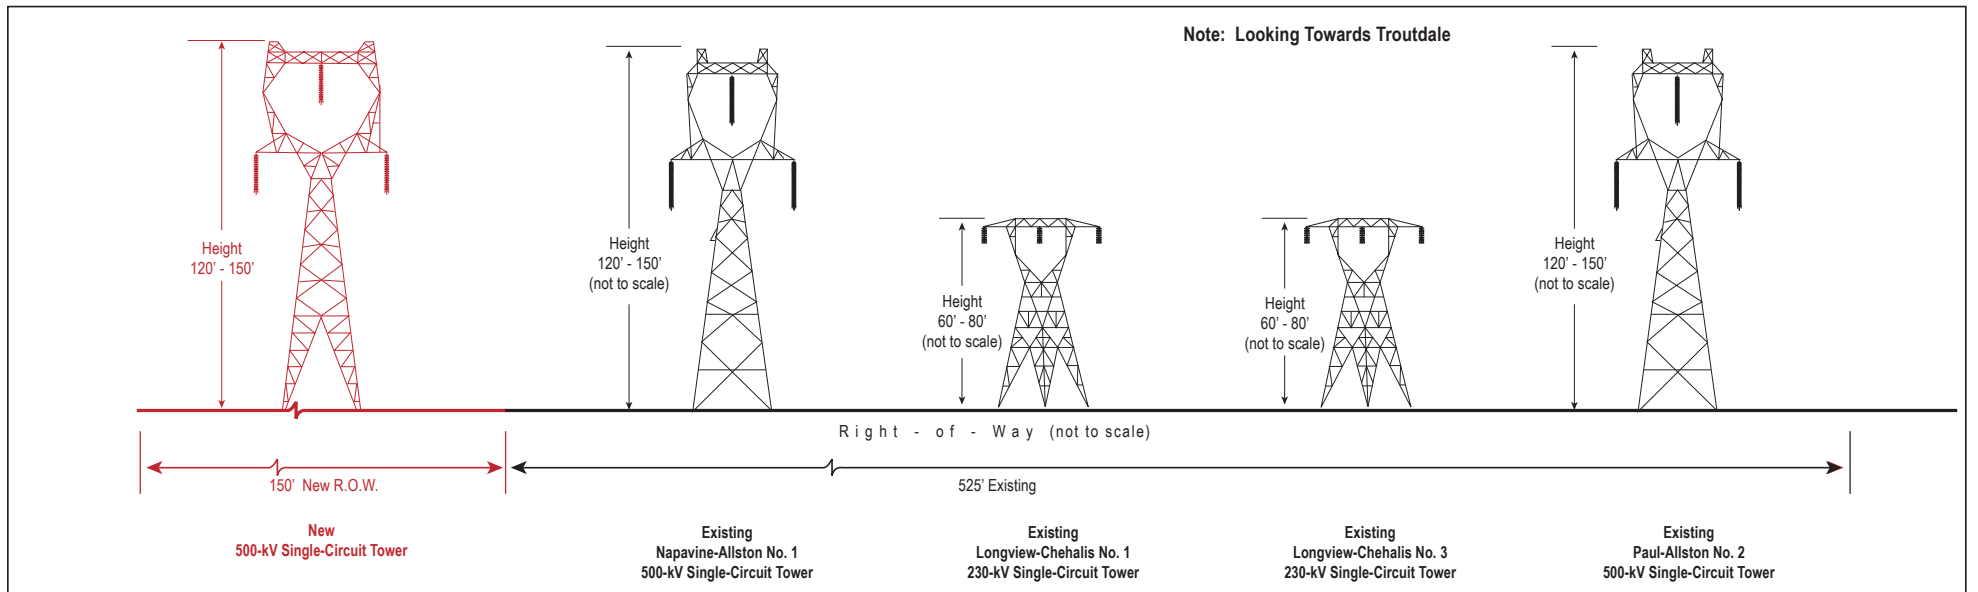 Note: Looking Towards Troutdale
Height
120' - 150'
Height
120' - 150'
(not to scale)
Height
60' - 80'
(not to scale)
Height
60' - 80'
(not to scale)
Height
120' - 150'
(not to scale)
Right - of - Way (not to scale)
150' New R.O.W.
525' Existing
New
500-kV Single-Circuit Tower
Existing
Napavine-Allston No. 1
500-kV Single-Circuit Tower
Existing
Longview-Chehalis No. 1
230-kV Single-Circuit Tower
Existing
Longview-Chehalis No. 3
230-kV Single-Circuit Tower
Existing
Paul-Allston No. 2
500-kV Single-Circuit Tower